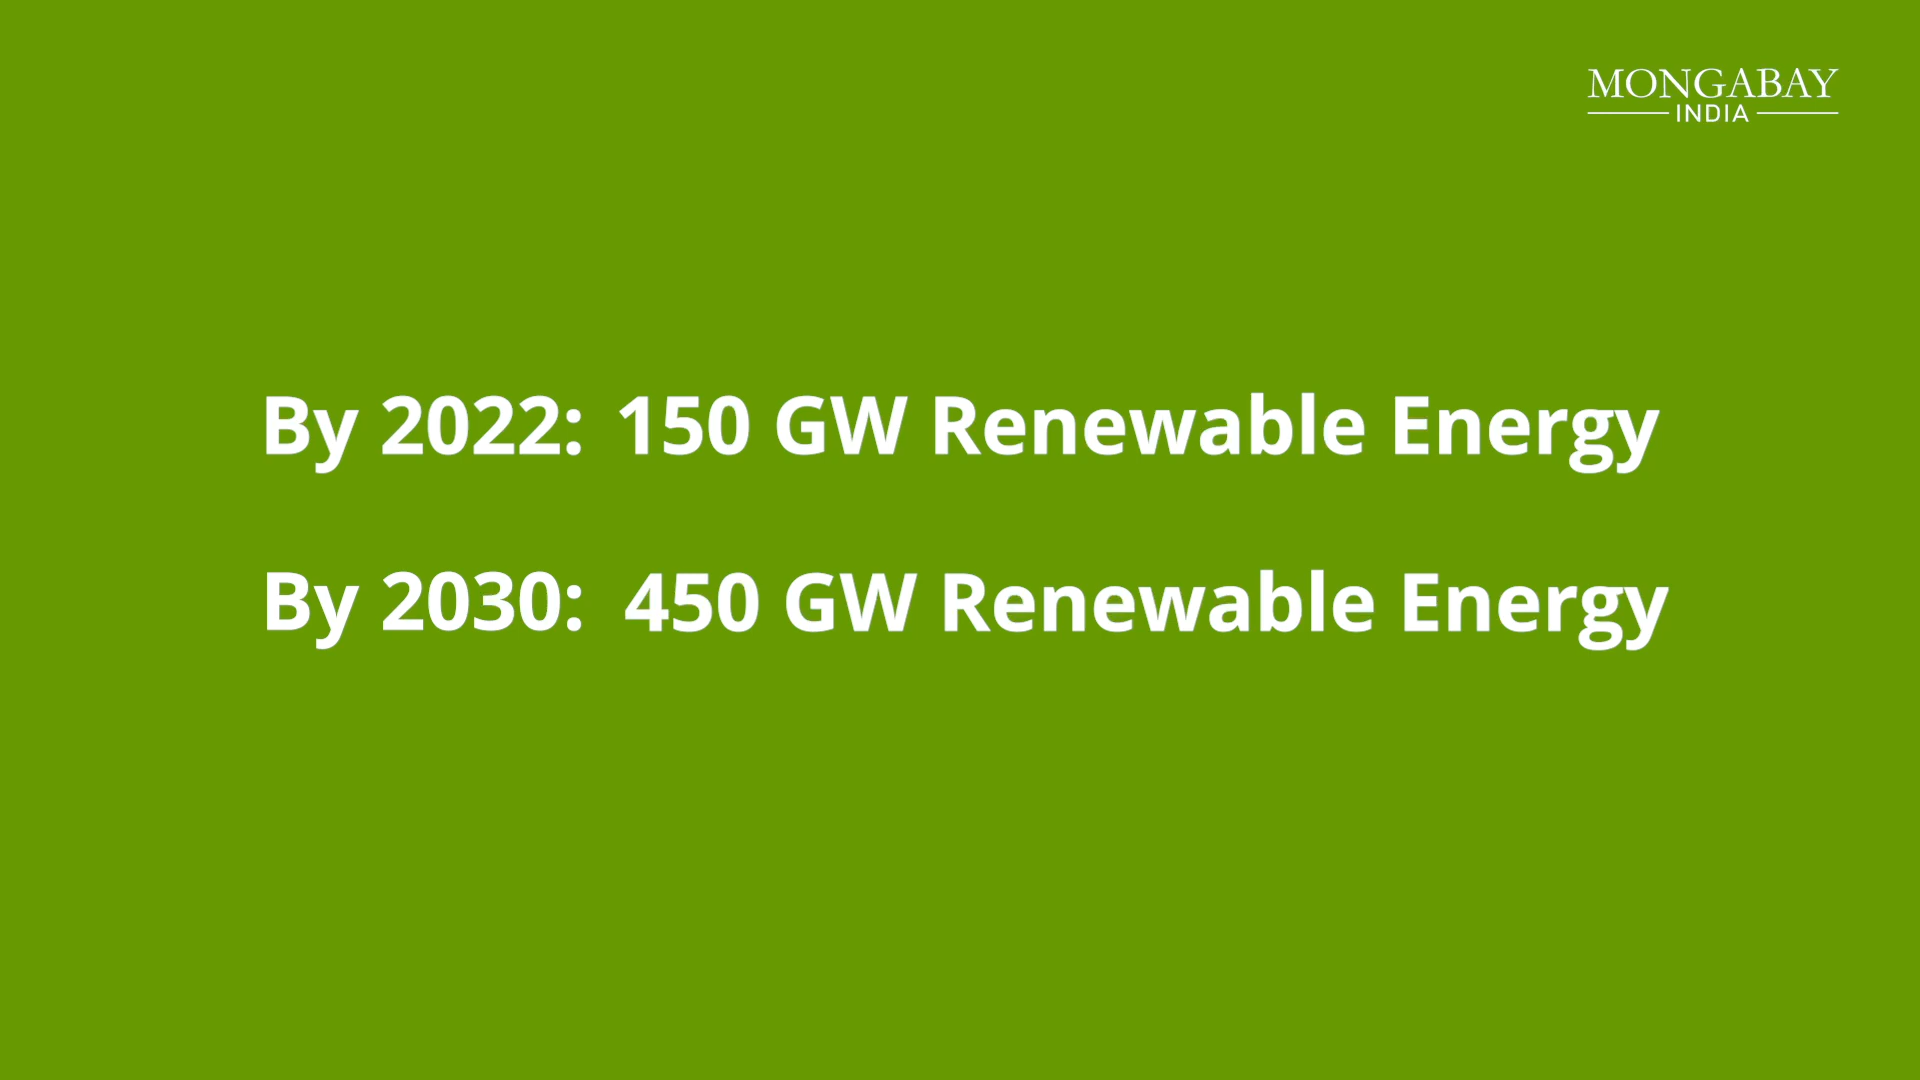 MONGABAY
INDIA
By 2022: 150 GW Renewable Energy
By 2030: 450 GW Renewable Energy